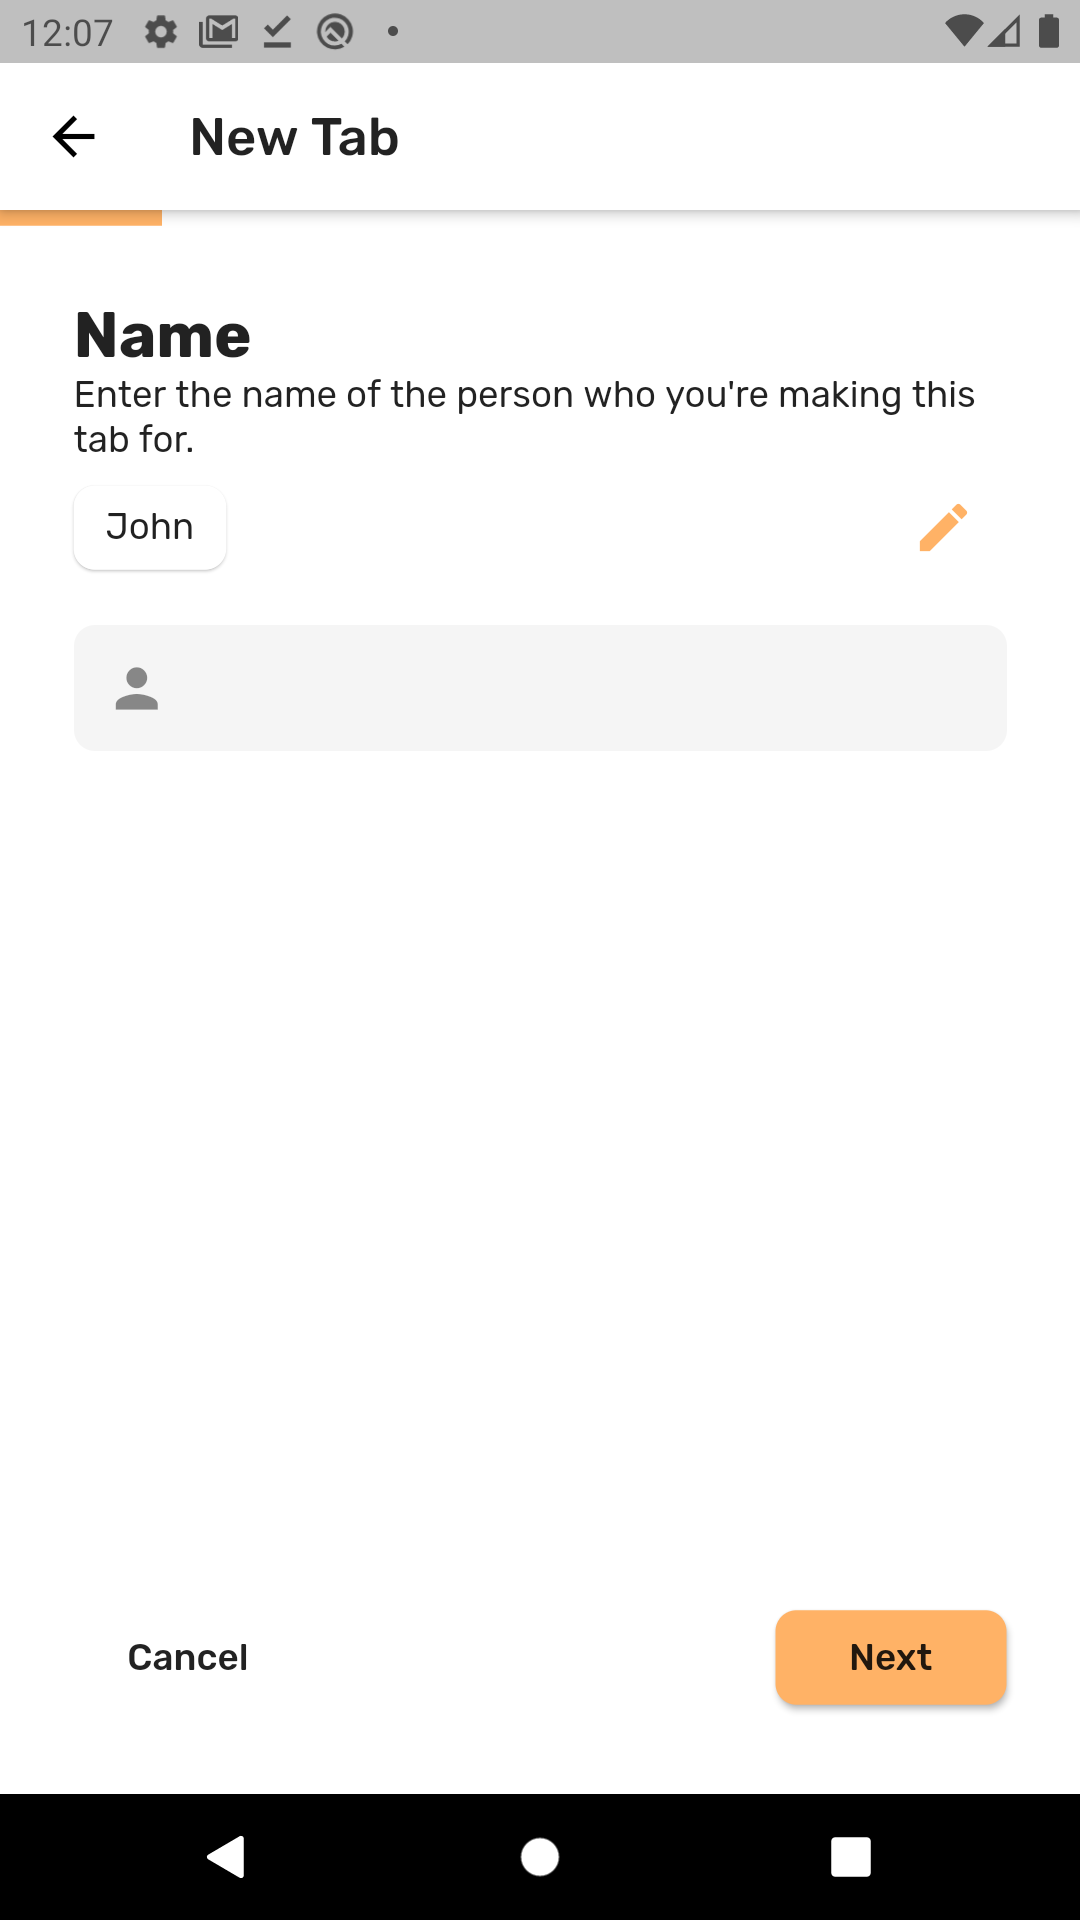 12:07
New Tab
Name
Enter the name of the person who you're making this
tab for.
John
Cancel
Next